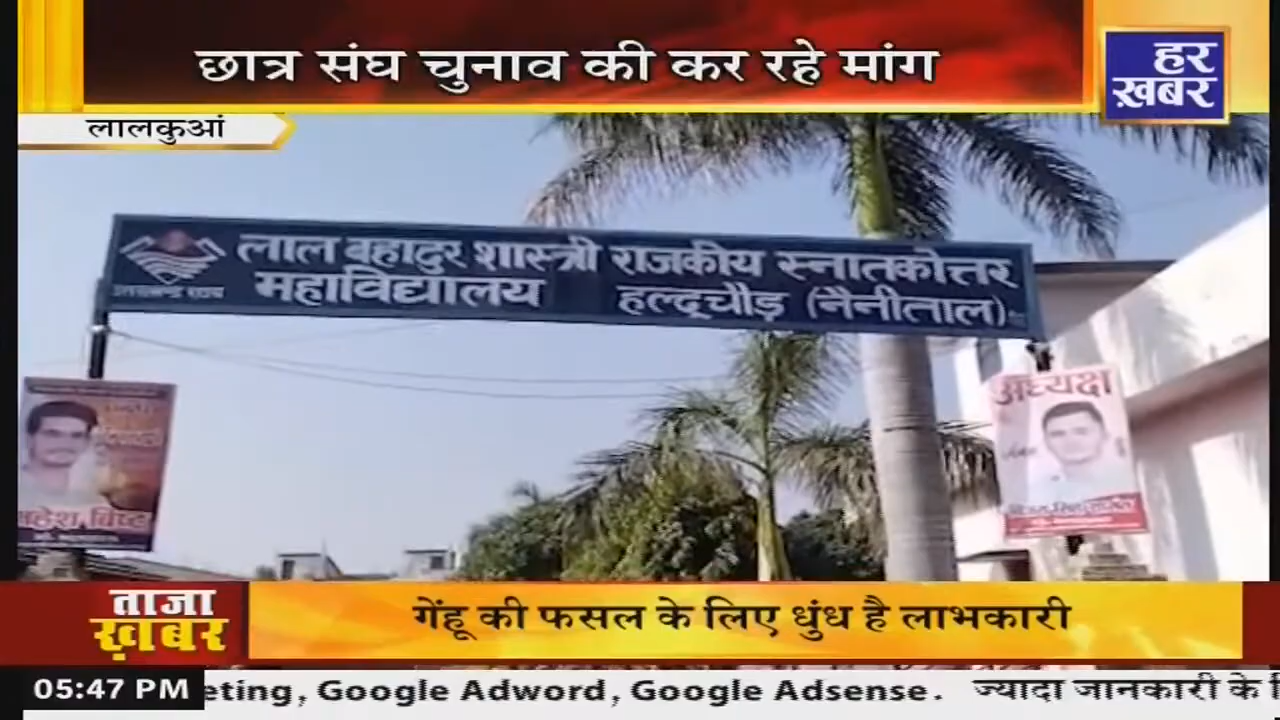 छात्र संघ चुनाव की कर रहे मांग
हर
ख़बर
लालकुआं
लाल बहादुर शास्त्री राजकीय स्नातकोत्तर
महाविद्यालय हल्दूचौड़ (नैनीताल)
अध्यक्ष
महेश बिष्ट
ताजा
ख़बर
गेंहू की फसल के लिए धुंध है लाभकारी
05:47 PM
eting, Google Adword, Google Adsense. ज्यादा जानकारी के